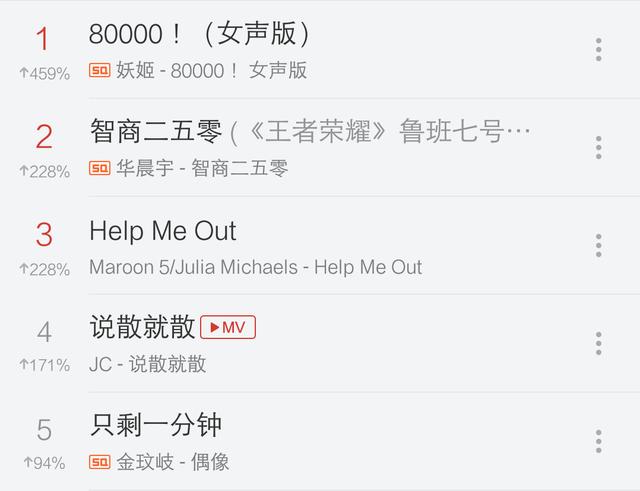 1
80000！（女声版）
↑459%
SQ 妖姬 - 80000！ 女声版
2
智商二五零 (《王者荣耀》鲁班七号…
↑228%
SQ 华晨宇 - 智商二五零
3
Help Me Out
↑228%
Maroon 5/Julia Michaels - Help Me Out
4
说散就散 MV
↑171%
JC - 说散就散
5
只剩一分钟
↑94%
SQ 金玟岐 - 偶像